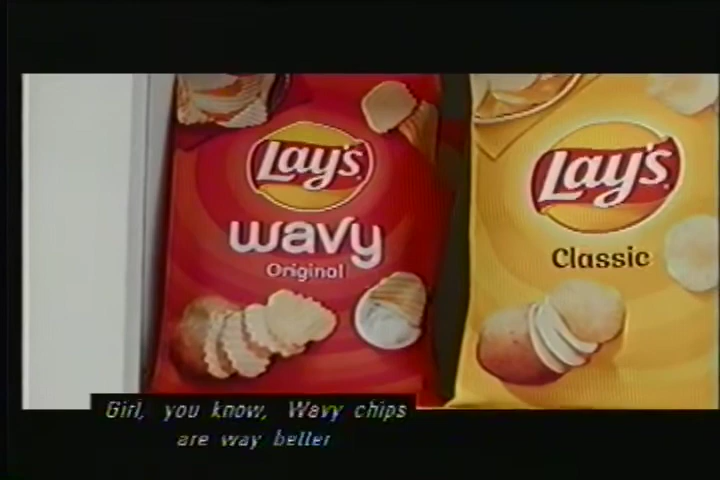 Lay's
wavy
Original
Lay's
Classic
Girl, you know, Wavy chips
are way better